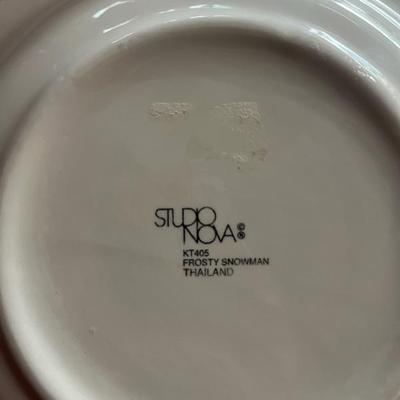 STUDIO
NOVA©®
KT405
FROSTY SNOWMAN
THAILAND